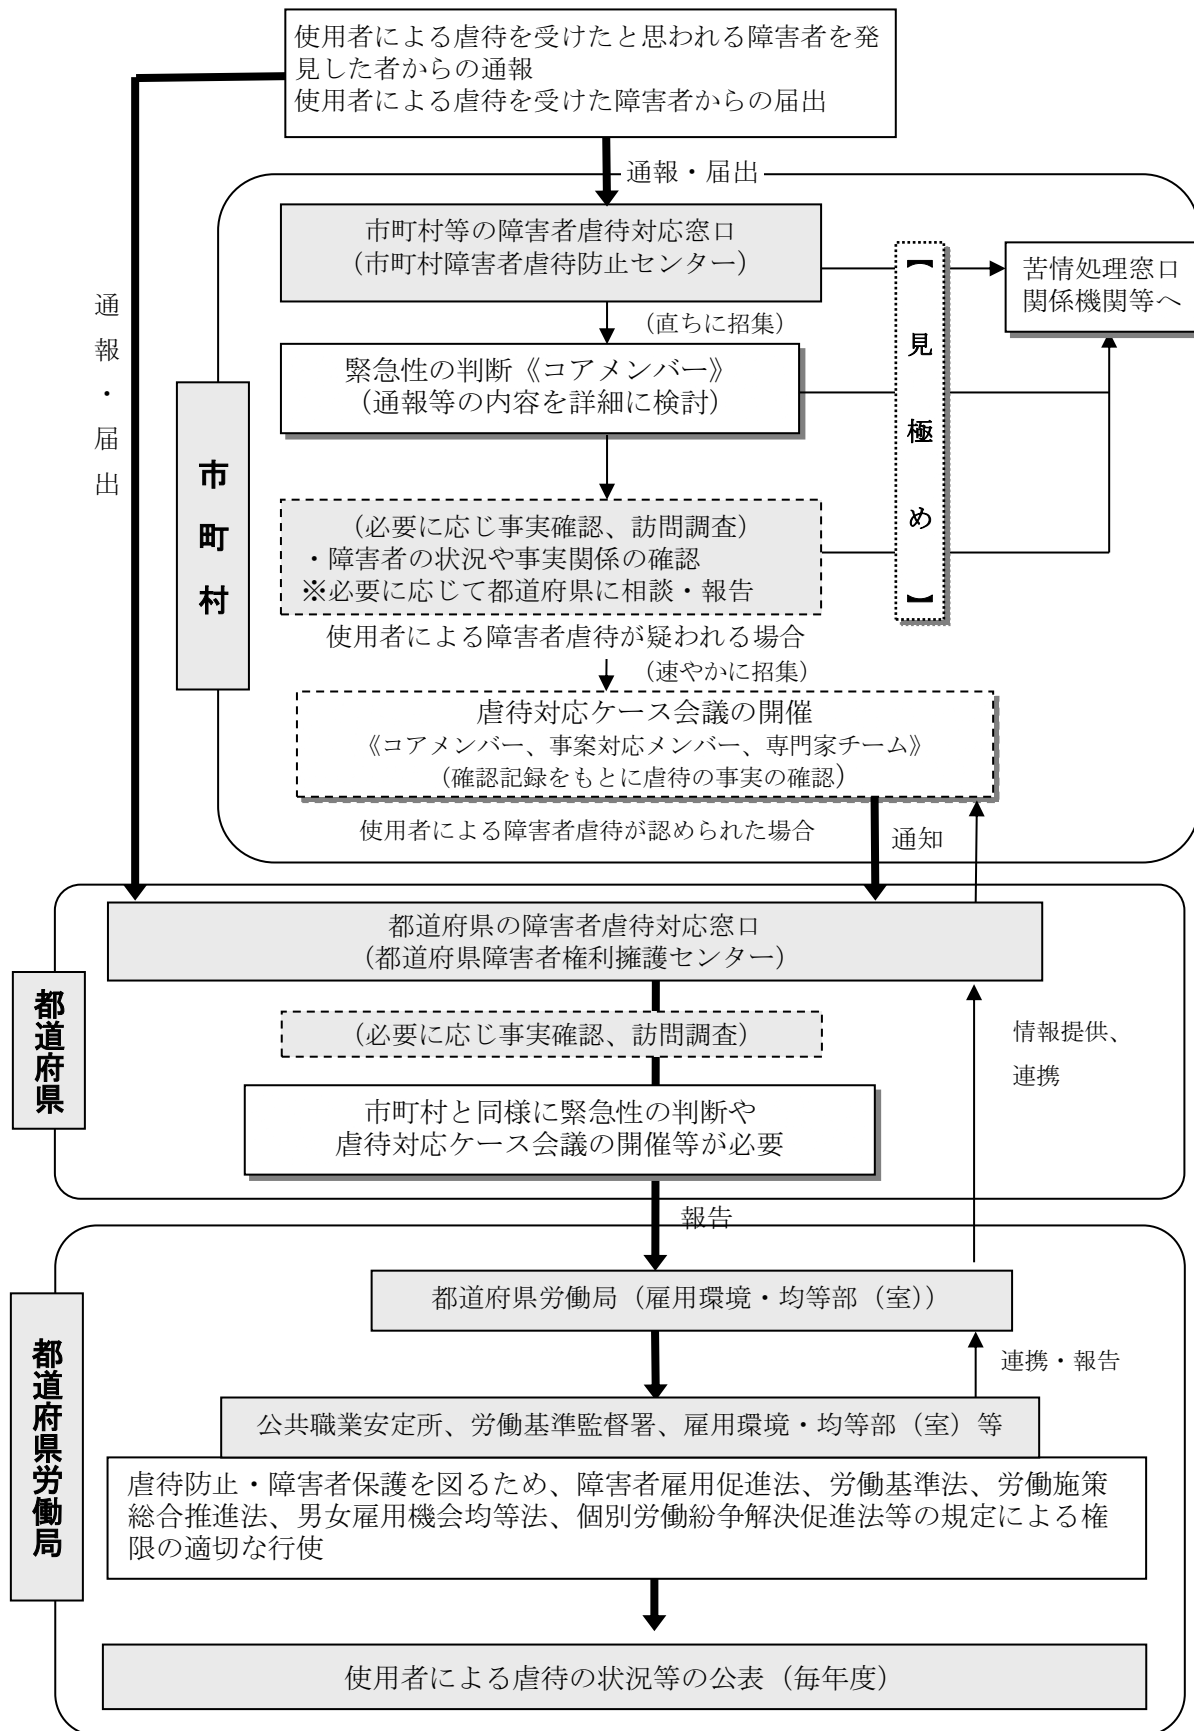 使用者による虐待を受けたと思われる障害者を発
見した者からの通報
使用者による虐待を受けた障害者からの届出
通報・届出
通報・届出
市町村
市町村等の障害者虐待対応窓口
（市町村障害者虐待防止センター）
苦情処理窓口
関係機関等へ
【見極め】
（直ちに招集）
緊急性の判断《コアメンバー》
（通報等の内容を詳細に検討）
（必要に応じ事実確認、訪問調査）
・障害者の状況や事実関係の確認
※必要に応じて都道府県に相談・報告
使用者による障害者虐待が疑われる場合
（速やかに招集）
虐待対応ケース会議の開催
《コアメンバー、事案対応メンバー、専門家チーム》
（確認記録をもとに虐待の事実の確認）
使用者による障害者虐待が認められた場合
通知
都道府県
都道府県の障害者虐待対応窓口
（都道府県障害者権利擁護センター）
（必要に応じ事実確認、訪問調査）
情報提供、
連携
市町村と同様に緊急性の判断や
虐待対応ケース会議の開催等が必要
報告
都道府県労働局
都道府県労働局（雇用環境・均等部（室））
連携・報告
公共職業安定所、労働基準監督署、雇用環境・均等部（室）等
虐待防止・障害者保護を図るため、障害者雇用促進法、労働基準法、労働施策
総合推進法、男女雇用機会均等法、個別労働紛争解決促進法等の規定による権
限の適切な行使
使用者による虐待の状況等の公表（毎年度）